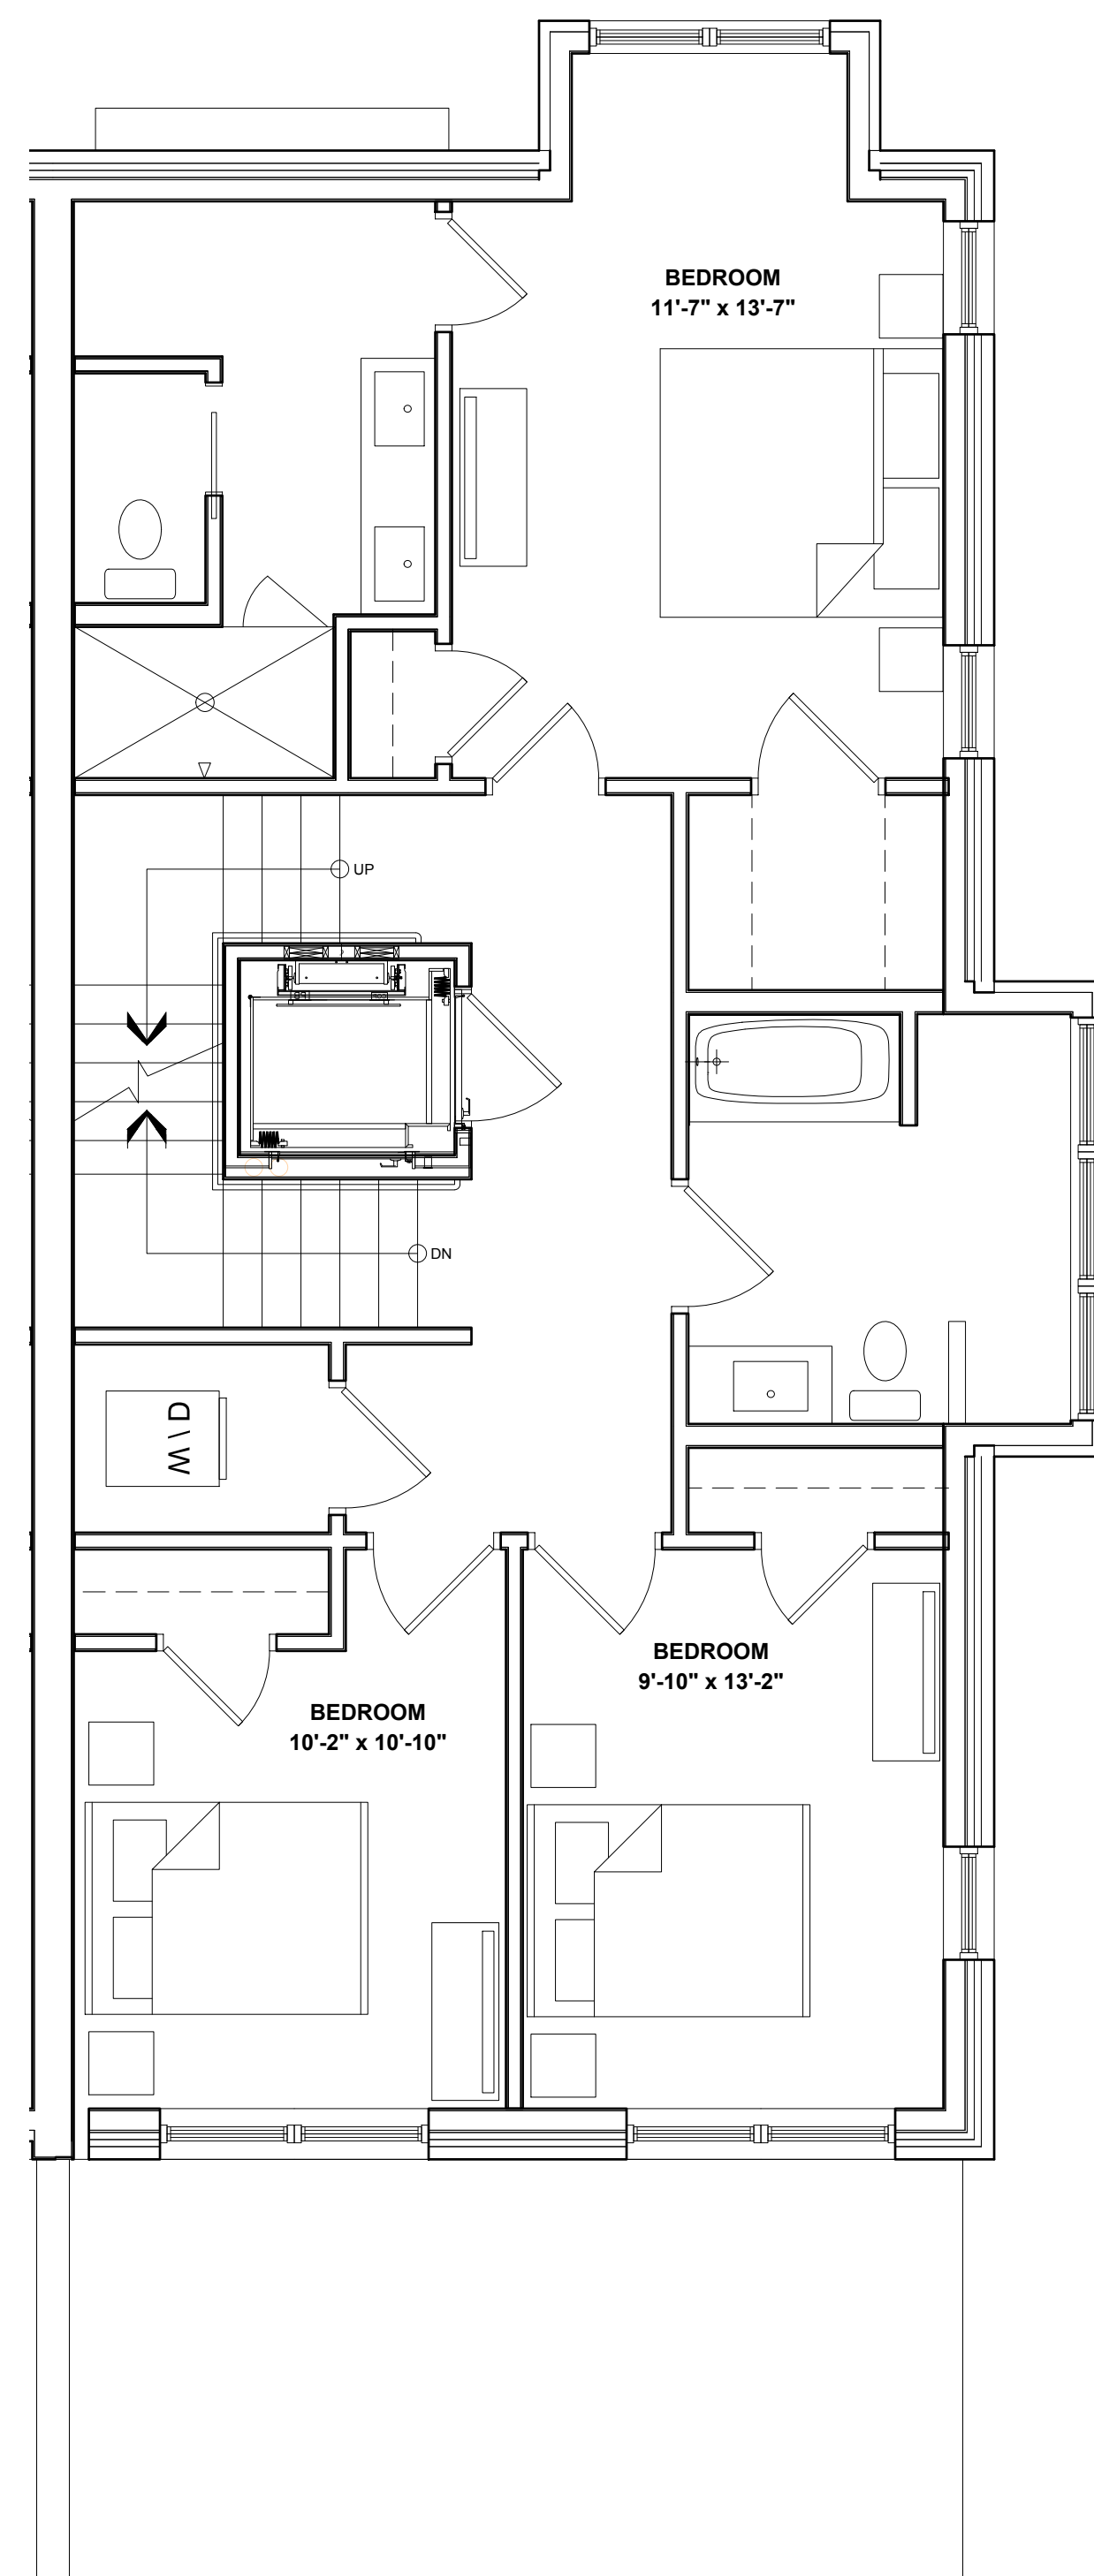 BEDROOM
11'-7" x 13'-7"
UP
DN
W \ D
BEDROOM
9'-10" x 13'-2"
BEDROOM
10'-2" x 10'-10"